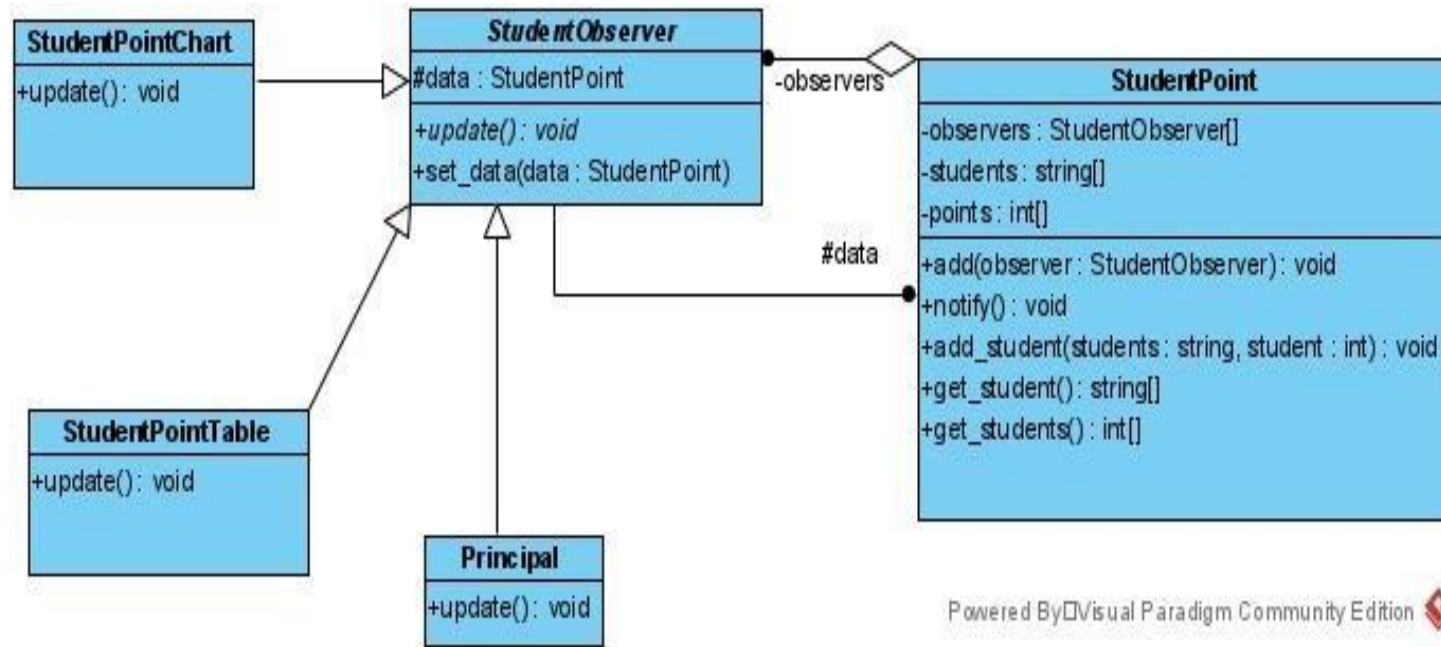 StudentPointChart
+update() : void
StudentObserver
#data : StudentPoint
+update() : void
+set_data(data : StudentPoint)
-observers
StudentPoint
-observers : StudentObserver[]
-students : string[]
-points : int[]
+add(observer : StudentObserver) : void
+notify() : void
+add_student(students : string, student : int) : void
+get_student() : string[]
+get_students() : int[]
#data
StudentPointTable
+update() : void
Principal
+update() : void
Powered By□Visual Paradigm Community Edition